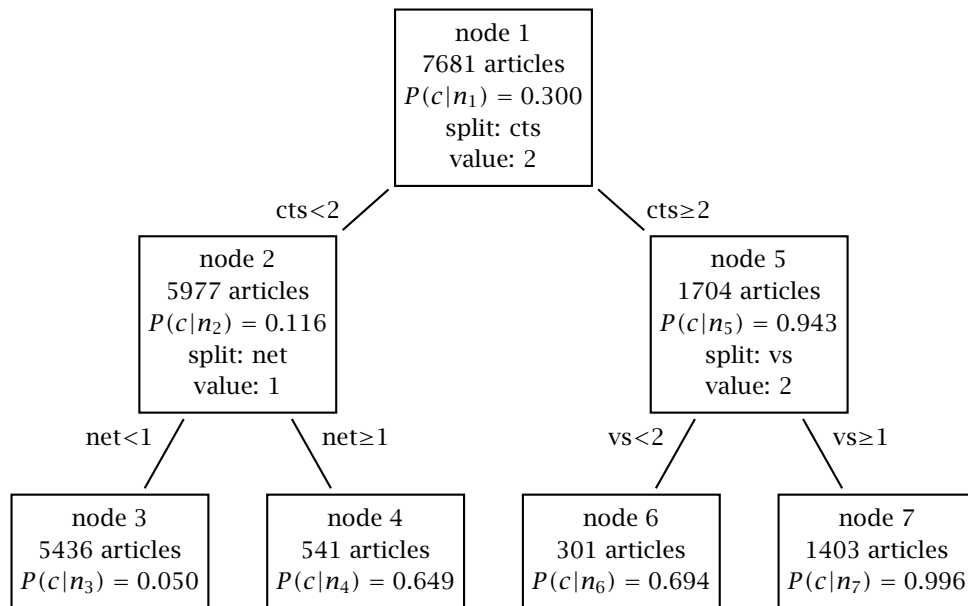 node 1
7681 articles
P(c|n₁) = 0.300
split: cts
value: 2
cts<2
cts≥2
node 2
5977 articles
P(c|n₂) = 0.116
split: net
value: 1
node 5
1704 articles
P(c|n₅) = 0.943
split: vs
value: 2
net<1
net≥1
vs<2
vs≥1
node 3
5436 articles
P(c|n₃) = 0.050
node 4
541 articles
P(c|n₄) = 0.649
node 6
301 articles
P(c|n₆) = 0.694
node 7
1403 articles
P(c|n₇) = 0.996